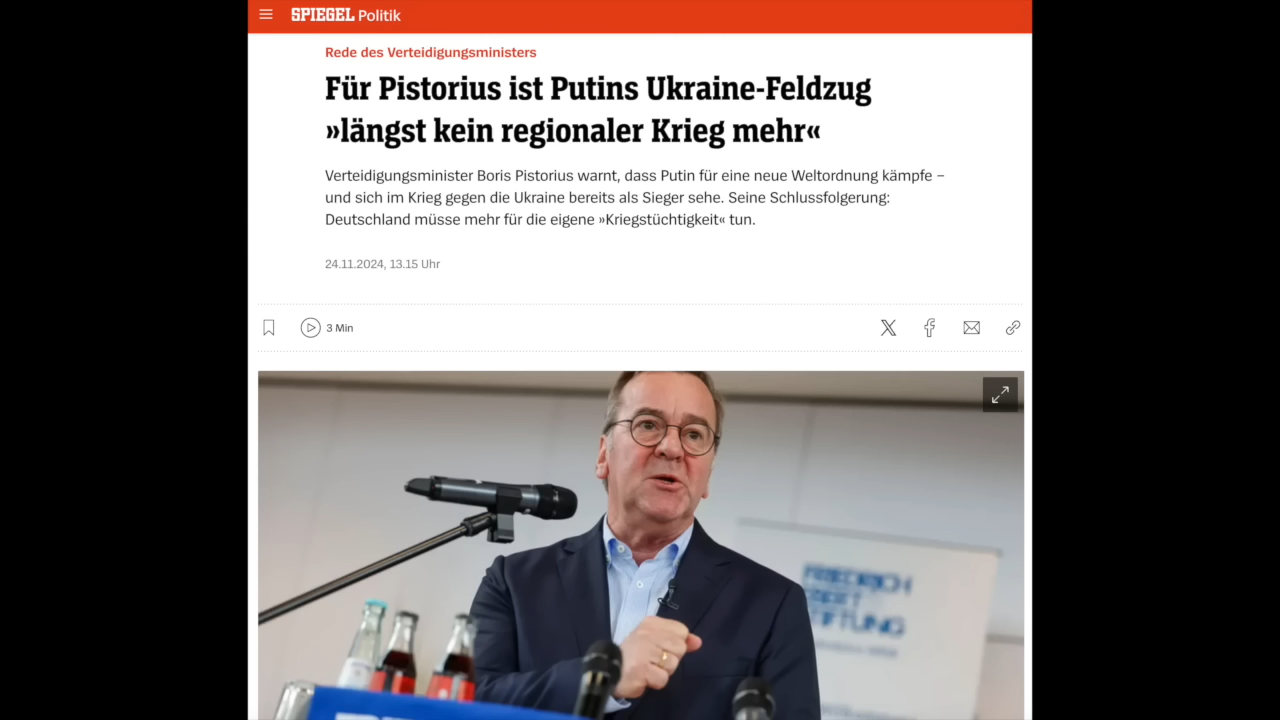 SPIEGEL Politik
Rede des Verteidigungsministers
Für Pistorius ist Putins Ukraine-Feldzug
»längst kein regionaler Krieg mehr«
Verteidigungsminister Boris Pistorius warnt, dass Putin für eine neue Weltordnung kämpfe –
und sich im Krieg gegen die Ukraine bereits als Sieger sehe. Seine Schlussfolgerung:
Deutschland müsse mehr für die eigene »Kriegstüchtigkeit« tun.
24.11.2024, 13.15 Uhr
3 Min
FRIEDRICH
EBERT
STIFTUNG